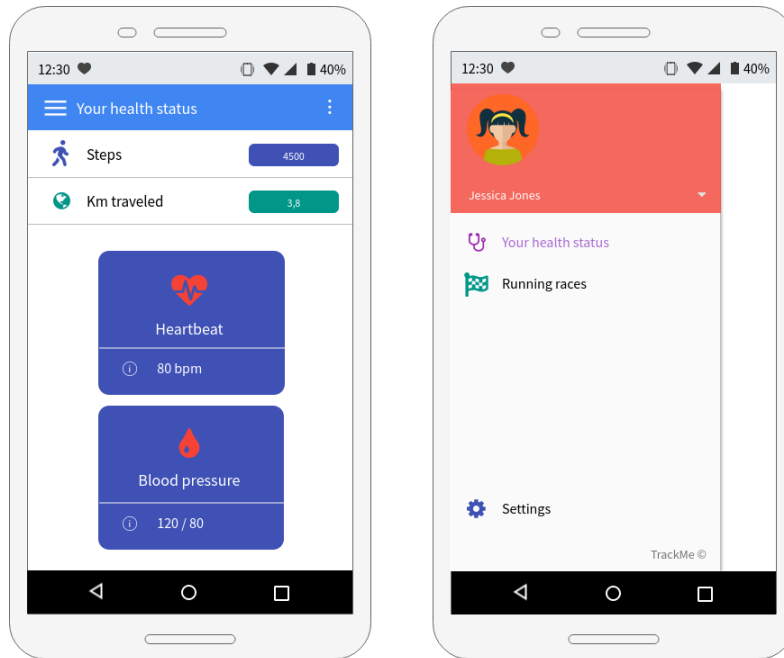 12:30
40%
Your health status
Steps
4500
Km traveled
3,8
Heartbeat
80 bpm
Blood pressure
120 / 80
12:30
40%
Jessica Jones
Your health status
Running races
Settings
TrackMe ©